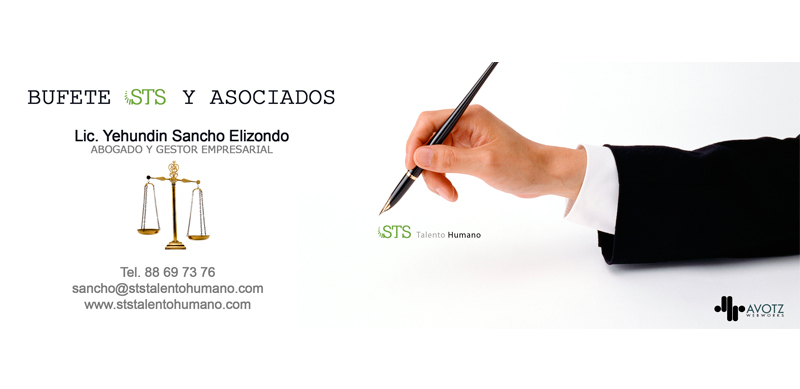 BUFETE STS Y ASOCIADOS
Lic. Yehundin Sancho Elizondo
ABOGADO Y GESTOR EMPRESARIAL
Tel. 88 69 73 76
sancho@ststalentohumano.com
www.ststalentohumano.com
STS Talento Humano
AVOTZ
WEBWORKS